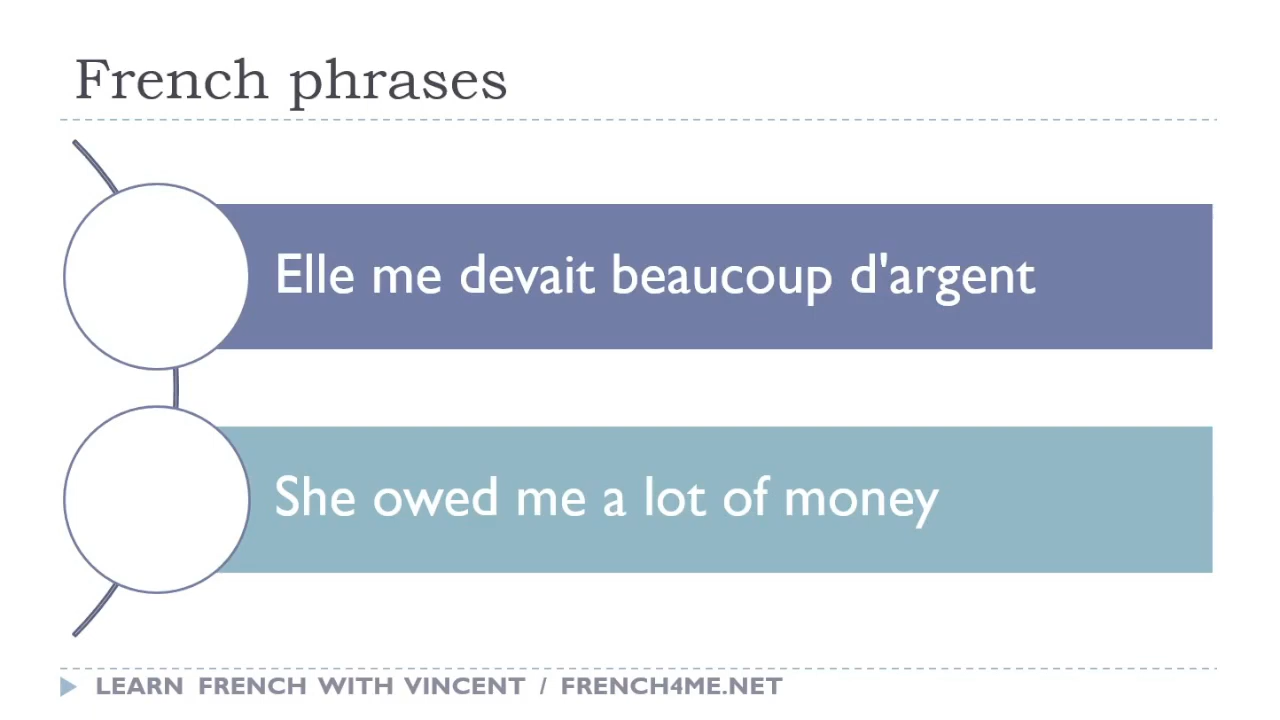 French phrases
Elle me devait beaucoup d'argent
She owed me a lot of money
LEARN FRENCH WITH VINCENT / FRENCH4ME.NET